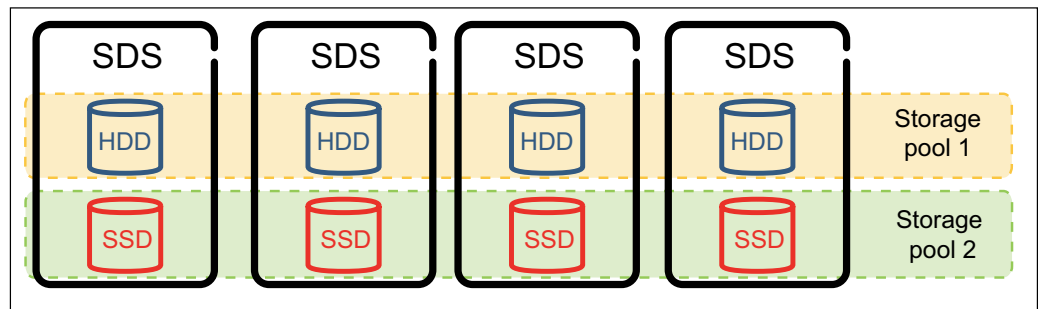 SDS SDS SDS SDS
HDD HDD HDD HDD Storage
pool 1
SSD SSD SSD SSD Storage
pool 2